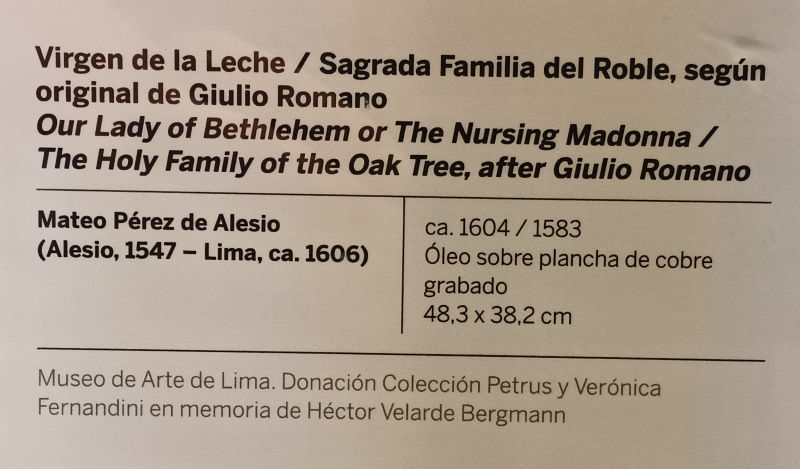 Virgen de la Leche / Sagrada Familia del Roble, según
original de Giulio Romano
Our Lady of Bethlehem or The Nursing Madonna /
The Holy Family of the Oak Tree, after Giulio Romano
Mateo Pérez de Alesio
(Alesio, 1547 – Lima, ca. 1606)
ca. 1604 / 1583
Óleo sobre plancha de cobre
grabado
48,3 x 38,2 cm
Museo de Arte de Lima. Donación Colección Petrus y Verónica
Fernandini en memoria de Héctor Velarde Bergmann